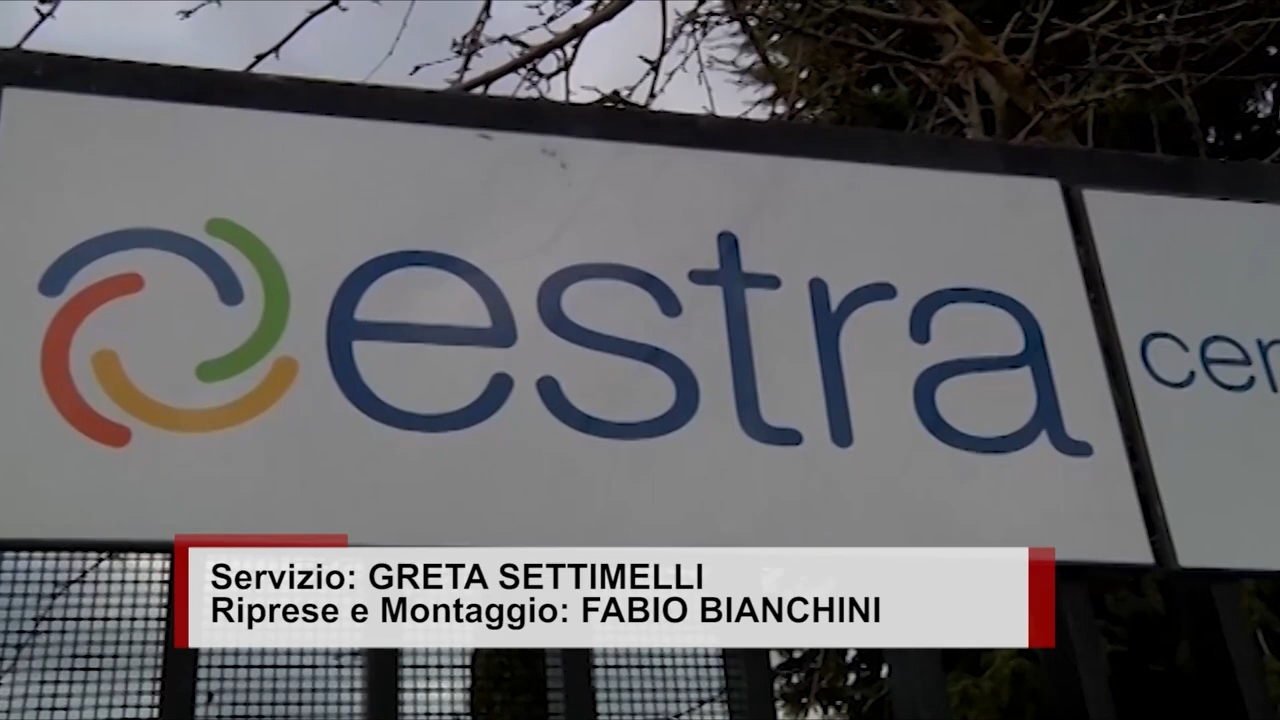 estra
Servizio: GRETA SETTIMELLI
Riprese e Montaggio: FABIO BIANCHINI